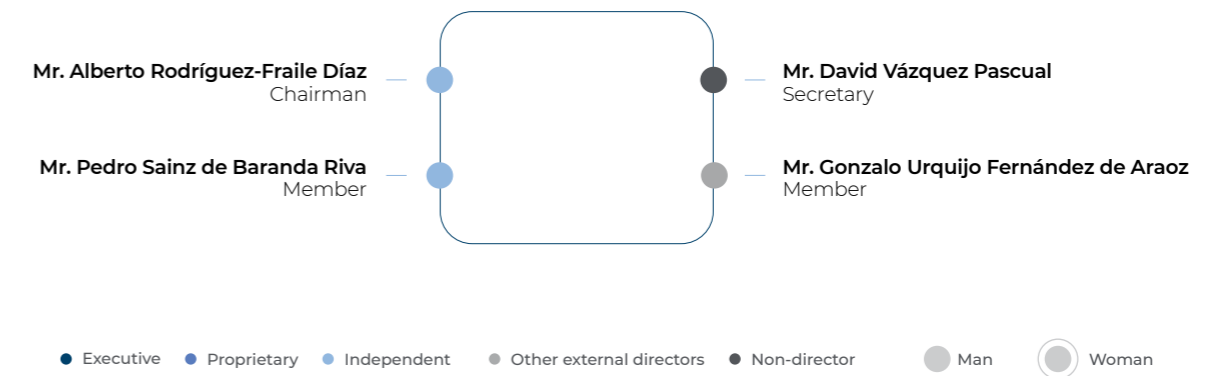 Mr. Alberto Rodríguez-Fraile Díaz
Chairman
Mr. David Vázquez Pascual
Secretary
Mr. Pedro Sainz de Baranda Riva
Member
Mr. Gonzalo Urquijo Fernández de Araoz
Member
Executive Proprietary Independent Other external directors Non-director Man Woman